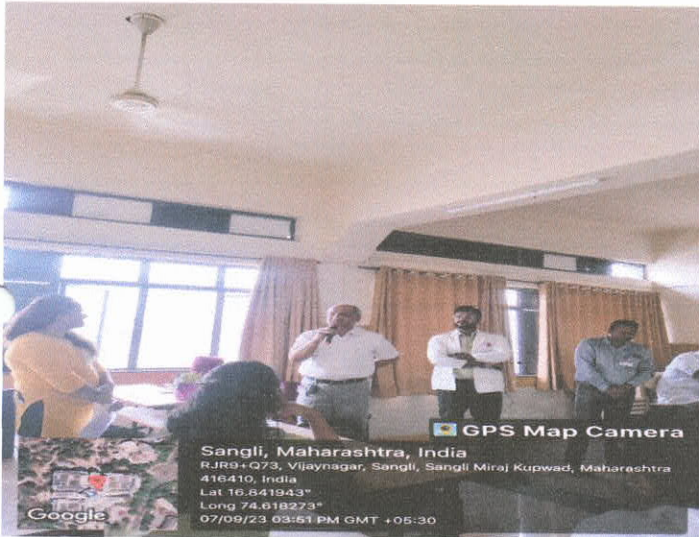 GPS Map Camera
Sangli, Maharashtra, India
RJR9+Q73, Vijaynagar, Sangli, Sangli Miraj Kupwad, Maharashtra
416410, India
Lat 16.841943°
Long 74.618273°
07/09/23 03:51 PM GMT +05:30
Google